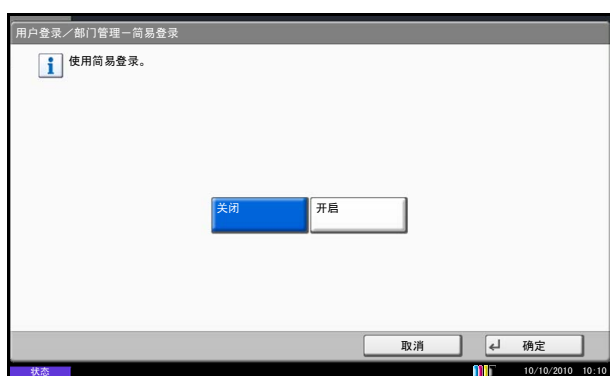 用户登录/部门管理-简易登录
使用简易登录。
关闭
开启
取消
确定
状态
10/10/2010 10:10